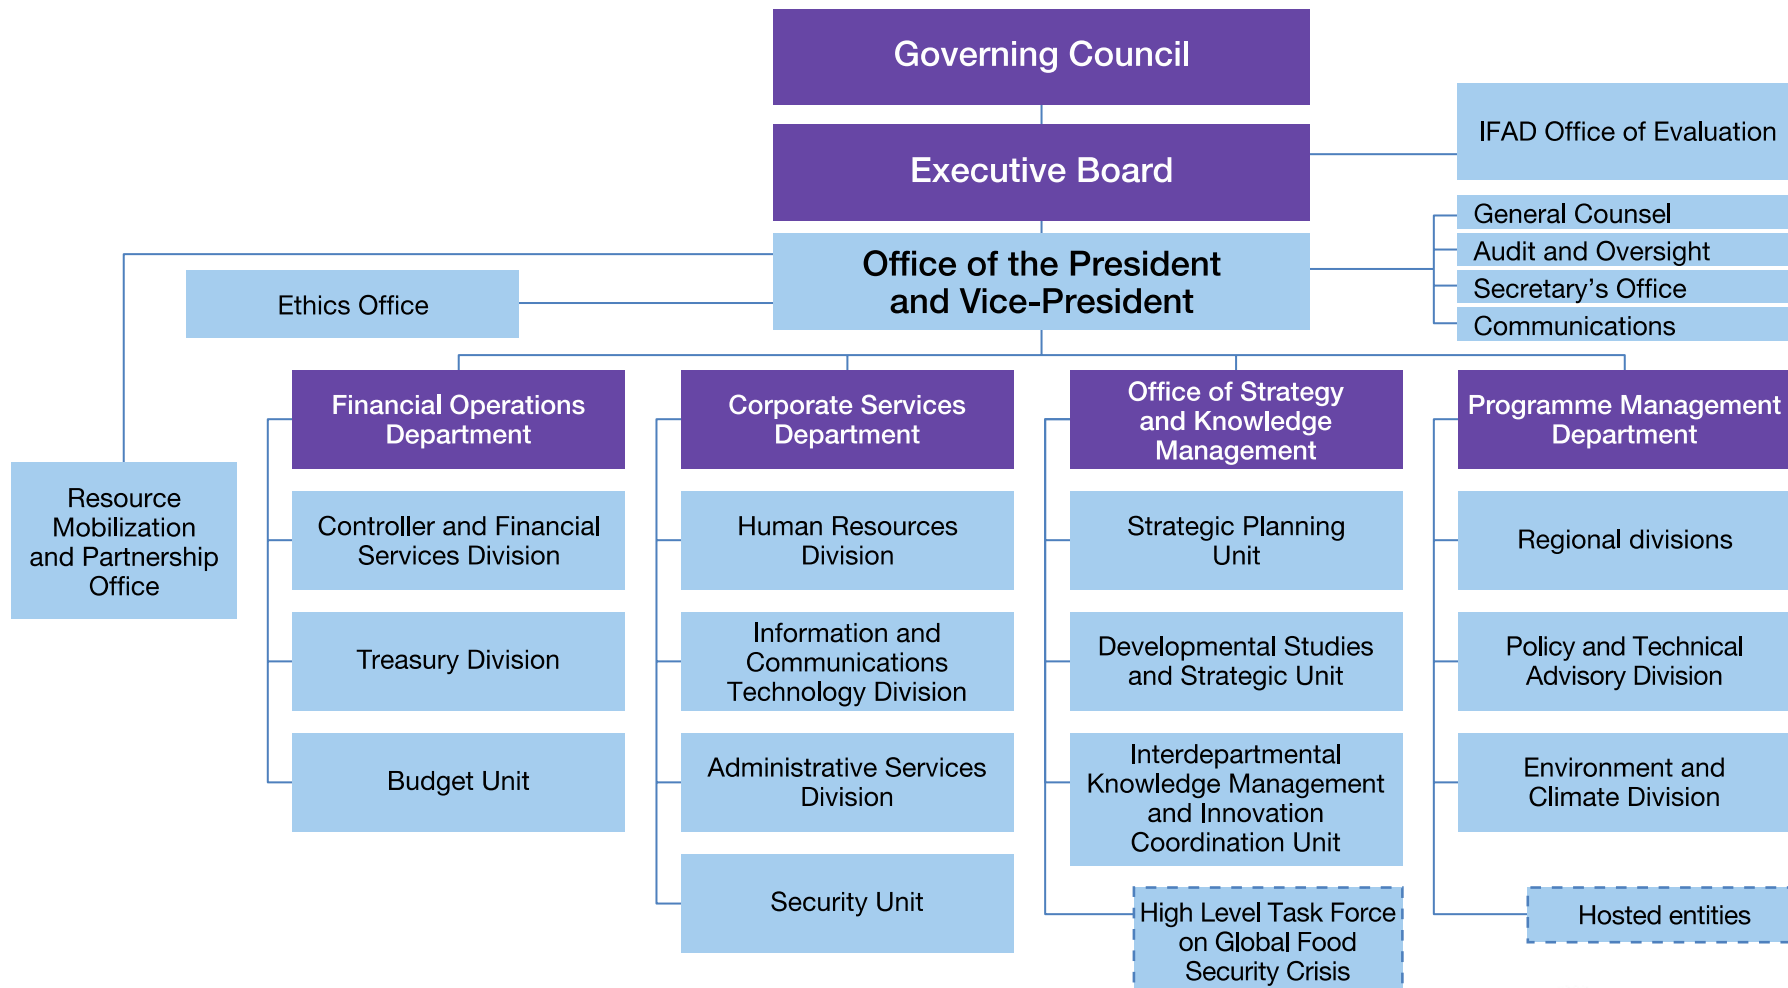 Governing Council
Executive Board
IFAD Office of Evaluation
General Counsel
Audit and Oversight
Secretary's Office
Communications
Office of the President
and Vice-President
Ethics Office
Resource
Mobilization
and Partnership
Office
Financial Operations
Department
Controller and Financial
Services Division
Treasury Division
Budget Unit
Corporate Services
Department
Human Resources
Division
Information and
Communications
Technology Division
Administrative Services
Division
Security Unit
Office of Strategy
and Knowledge
Management
Strategic Planning
Unit
Developmental Studies
and Strategic Unit
Interdepartmental
Knowledge Management
and Innovation
Coordination Unit
High Level Task Force
on Global Food
Security Crisis
Programme Management
Department
Regional divisions
Policy and Technical
Advisory Division
Environment and
Climate Division
Hosted entities